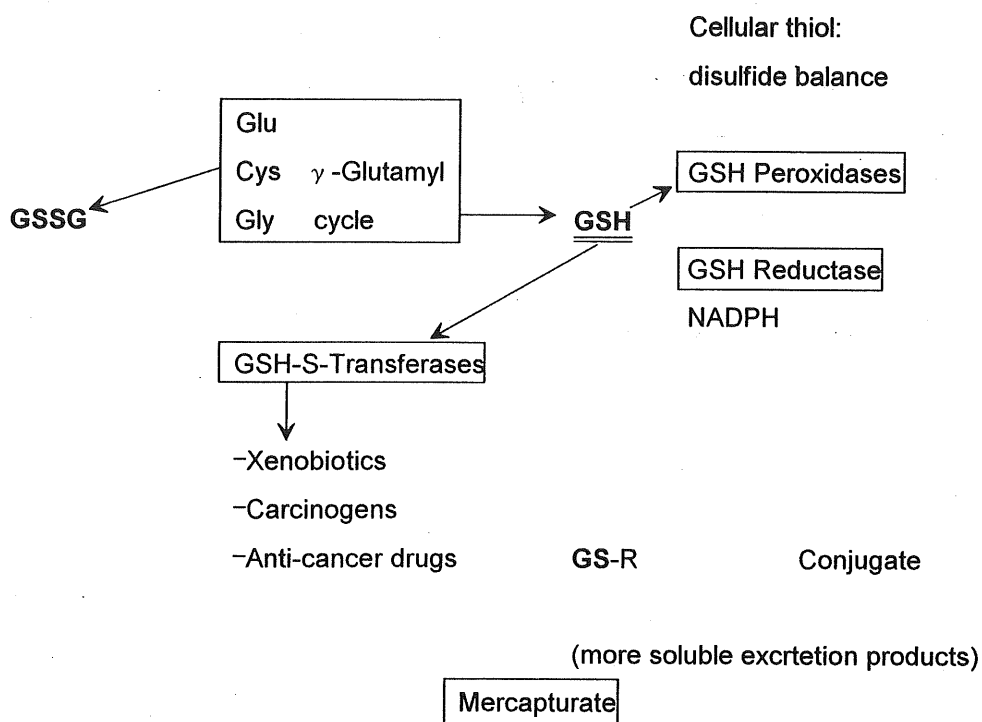 Cellular thiol:
disulfide balance
Glu
Cys γ-Glutamyl
Gly cycle
GSSG
GSH
GSH Peroxidases
GSH Reductase
NADPH
GSH-S-Transferases
-Xenobiotics
-Carcinogens
-Anti-cancer drugs
GS-R
Conjugate
(more soluble excrtetion products)
Mercapturate